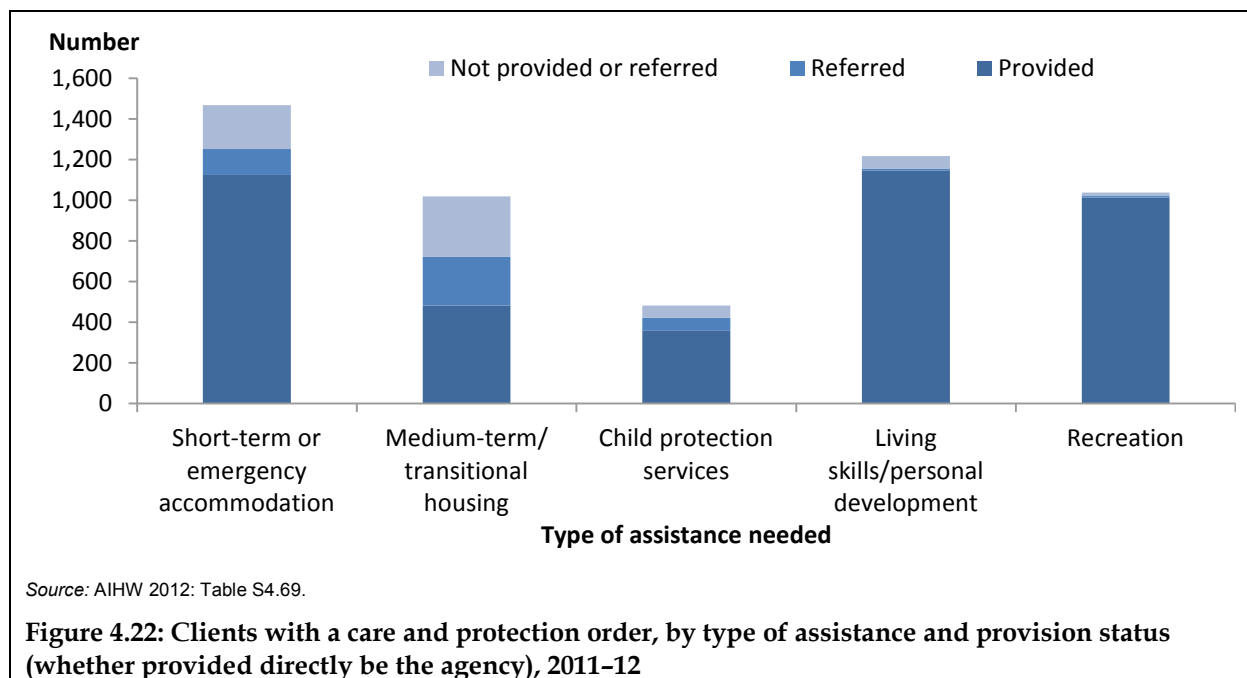 Number
Not provided or referred Referred Provided
1,600
1,400
1,200
1,000
800
600
400
200
0
Short-term or
emergency
accommodation
Medium-term/
transitional
housing
Child protection
services
Living
skills/personal
development
Recreation
Type of assistance needed
Source: AIHW 2012: Table S4.69.
Figure 4.22: Clients with a care and protection order, by type of assistance and provision status
(whether provided directly be the agency), 2011–12